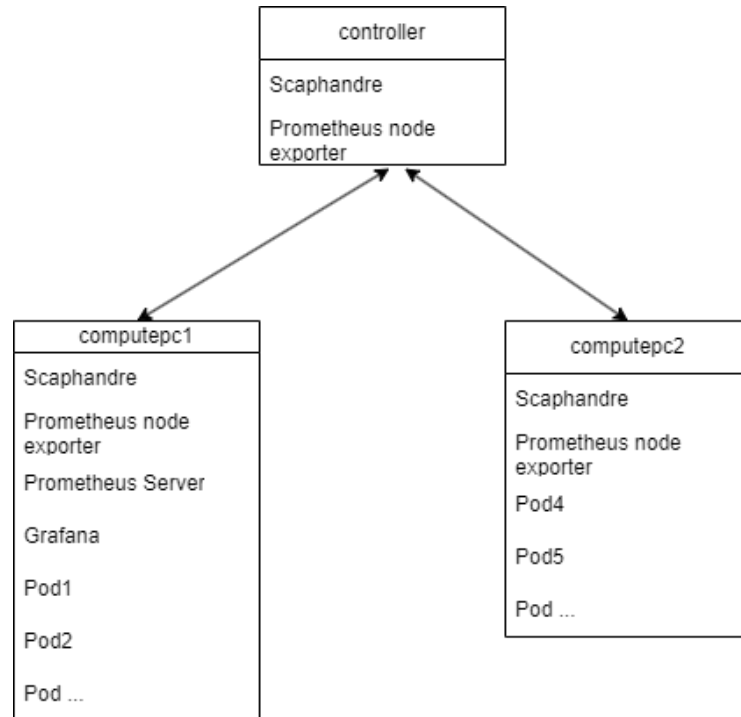 controller
Scaphandre
Prometheus node
exporter
computepc1
Scaphandre
Prometheus node
exporter
Prometheus Server
Grafana
Pod1
Pod2
Pod ...
computepc2
Scaphandre
Prometheus node
exporter
Pod4
Pod5
Pod ...